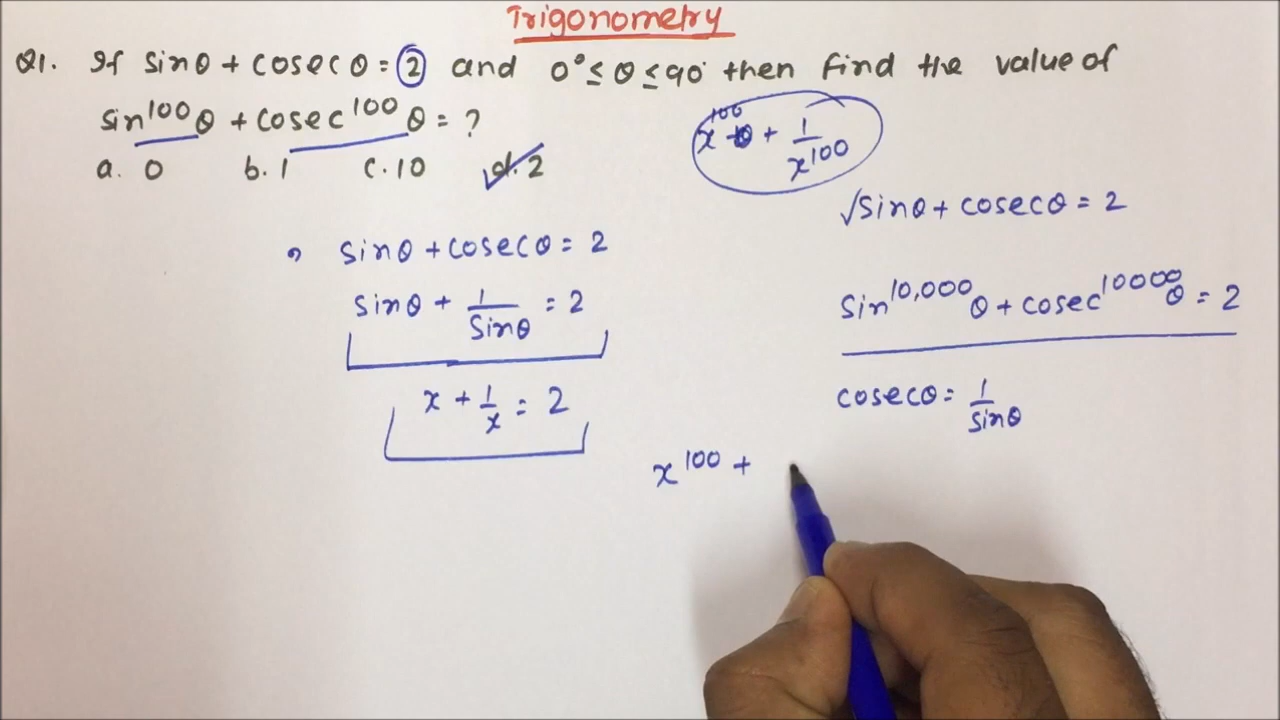 Trigonometry
Q1. If sinθ + cosec θ = 2 and 0° ≤ θ ≤ 90° then find the value of
sin¹⁰⁰θ + cosec¹⁰⁰θ = ?
a. 0 b. 1 c. 10 d. 2
x¹⁰⁰ + 1/x¹⁰⁰
√sinθ + cosecθ = 2
sinθ + cosecθ = 2
sinθ + 1/Sinθ = 2
Sin¹⁰,⁰⁰⁰θ + cosec¹⁰⁰⁰⁰θ = 2
x + 1/x = 2
cosecθ = 1/sinθ
x¹⁰⁰ +